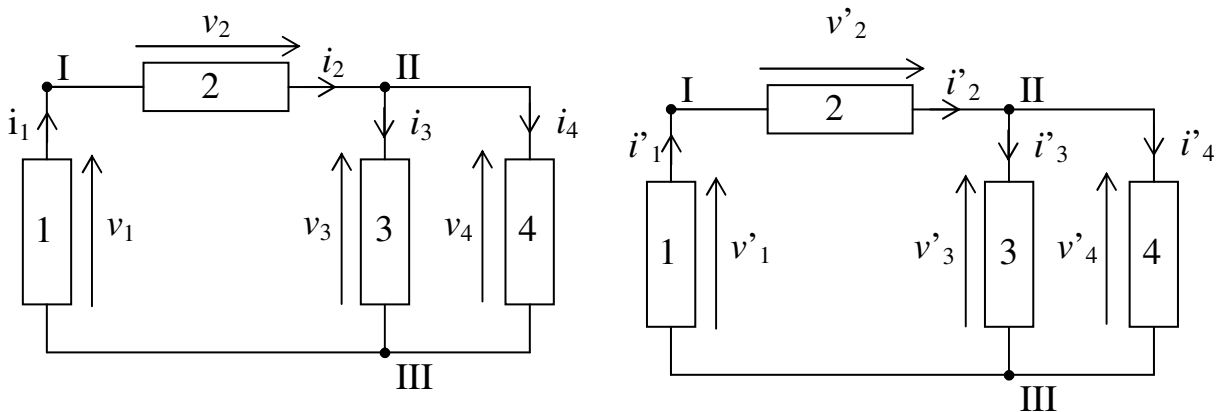 v₂
I
2
i₂
II
i₁
i₃
i₄
1
v₁
v₃
3
v₄
4
III
v’₂
I
2
i’₂
II
i’₁
i’₃
i’₄
1
v’₁
v’₃
3
v’₄
4
III